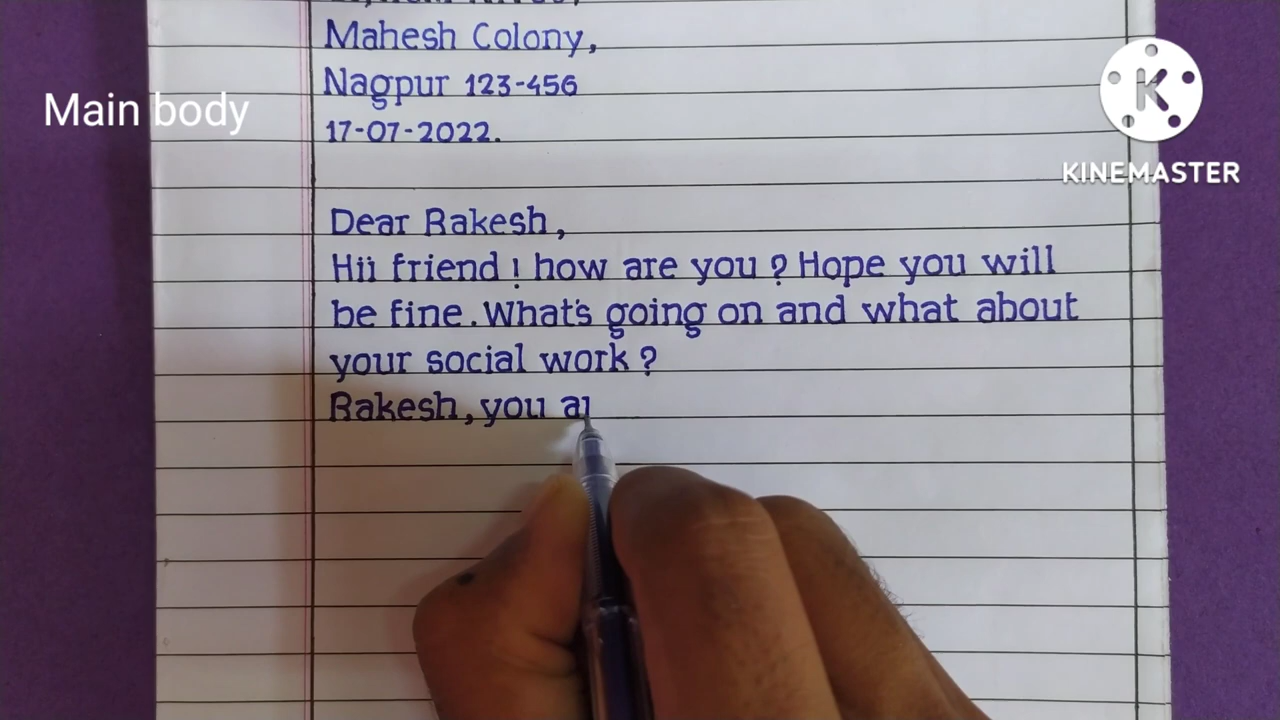 Mahesh Colony,
Nagpur 123-456
17-07-2022.
Main body
KINEMASTER
Dear Rakesh,
Hii friend! how are you? Hope you will
be fine. What's going on and what about
your social work?
Rakesh, you